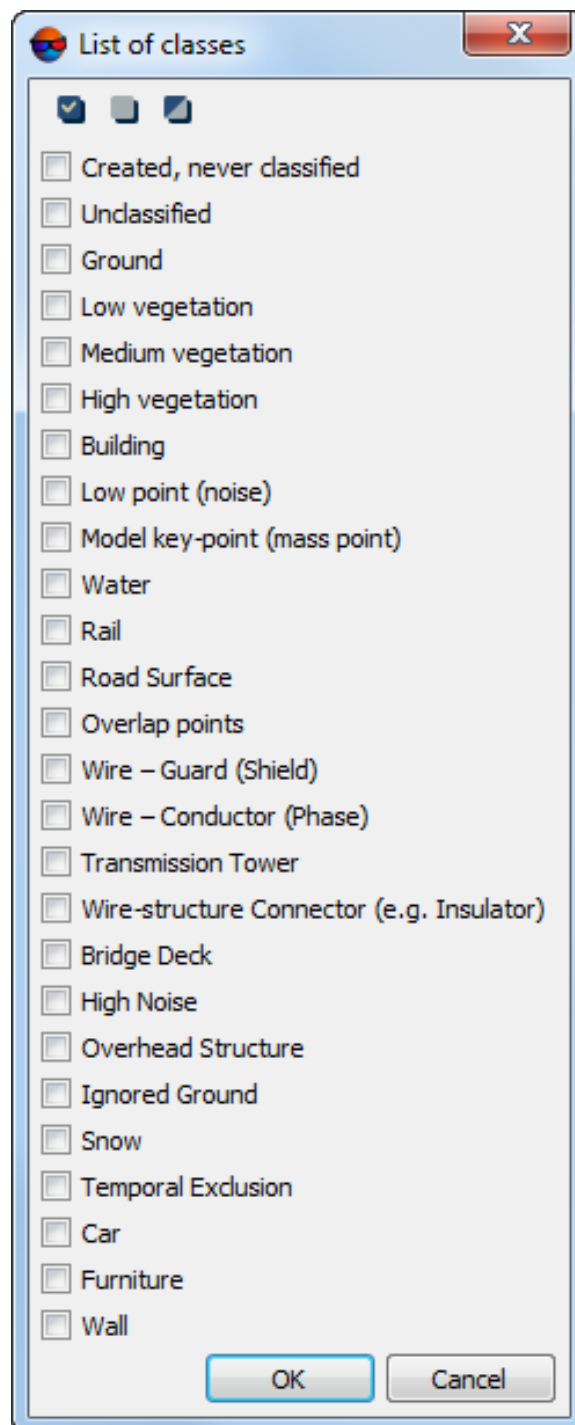 List of classes
Created, never classified
Unclassified
Ground
Low vegetation
Medium vegetation
High vegetation
Building
Low point (noise)
Model key-point (mass point)
Water
Rail
Road Surface
Overlap points
Wire – Guard (Shield)
Wire – Conductor (Phase)
Transmission Tower
Wire-structure Connector (e.g. Insulator)
Bridge Deck
High Noise
Overhead Structure
Ignored Ground
Snow
Temporal Exclusion
Car
Furniture
Wall
OK Cancel